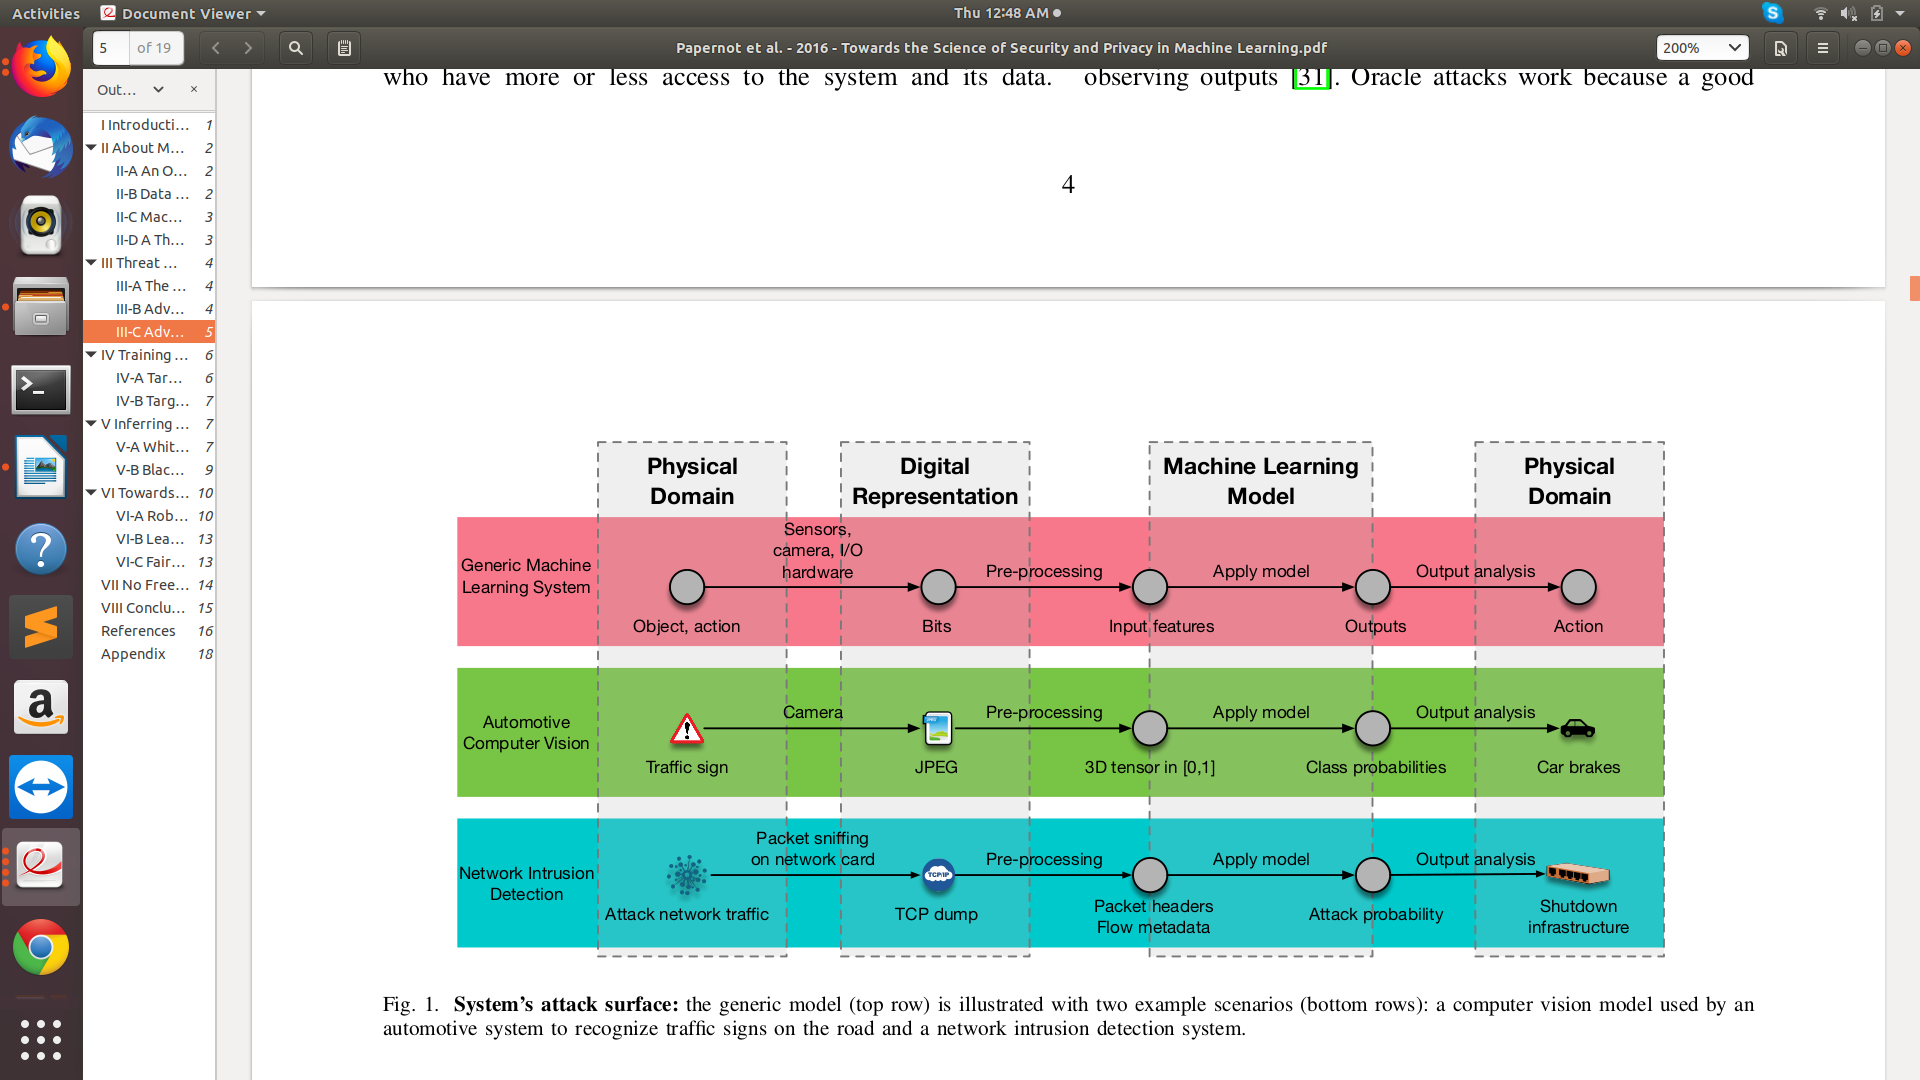 Activities
Document Viewer
Thu 12:48 AM
5
of 19
Papernot et al. - 2016 - Towards the Science of Security and Privacy in Machine Learning.pdf
200%
Out...
I Introducti... 1
II About M... 2
II-A An O... 2
II-B Data ... 2
II-C Mac... 3
II-D A Th... 3
III Threat ... 4
III-A The ... 4
III-B Adv... 4
III-C Adv... 5
IV Training ... 6
IV-A Tar... 6
IV-B Targ... 7
V Inferring ... 7
V-A Whit... 7
V-B Blac... 9
VI Towards... 10
VI-A Rob... 10
VI-B Lea... 13
VI-C Fair... 13
VII No Free... 14
VIII Conclu... 15
References 16
Appendix 18
who have more or less access to the system and its data.
observing outputs [31]. Oracle attacks work because a good
4
Physical
Domain
Digital
Representation
Machine Learning
Model
Physical
Domain
Generic Machine
Learning System
Sensors,
camera, I/O
hardware
Pre-processing
Apply model
Output analysis
Object, action
Bits
Input features
Outputs
Action
Automotive
Computer Vision
Camera
Pre-processing
Apply model
Output analysis
Traffic sign
JPEG
3D tensor in [0,1]
Class probabilities
Car brakes
Network Intrusion
Detection
Packet sniffing
on network card
Pre-processing
Apply model
Output analysis
TCP/IP
Attack network traffic
TCP dump
Packet headers
Flow metadata
Attack probability
Shutdown
infrastructure
Fig. 1. System's attack surface: the generic model (top row) is illustrated with two example scenarios (bottom rows): a computer vision model used by an
automotive system to recognize traffic signs on the road and a network intrusion detection system.